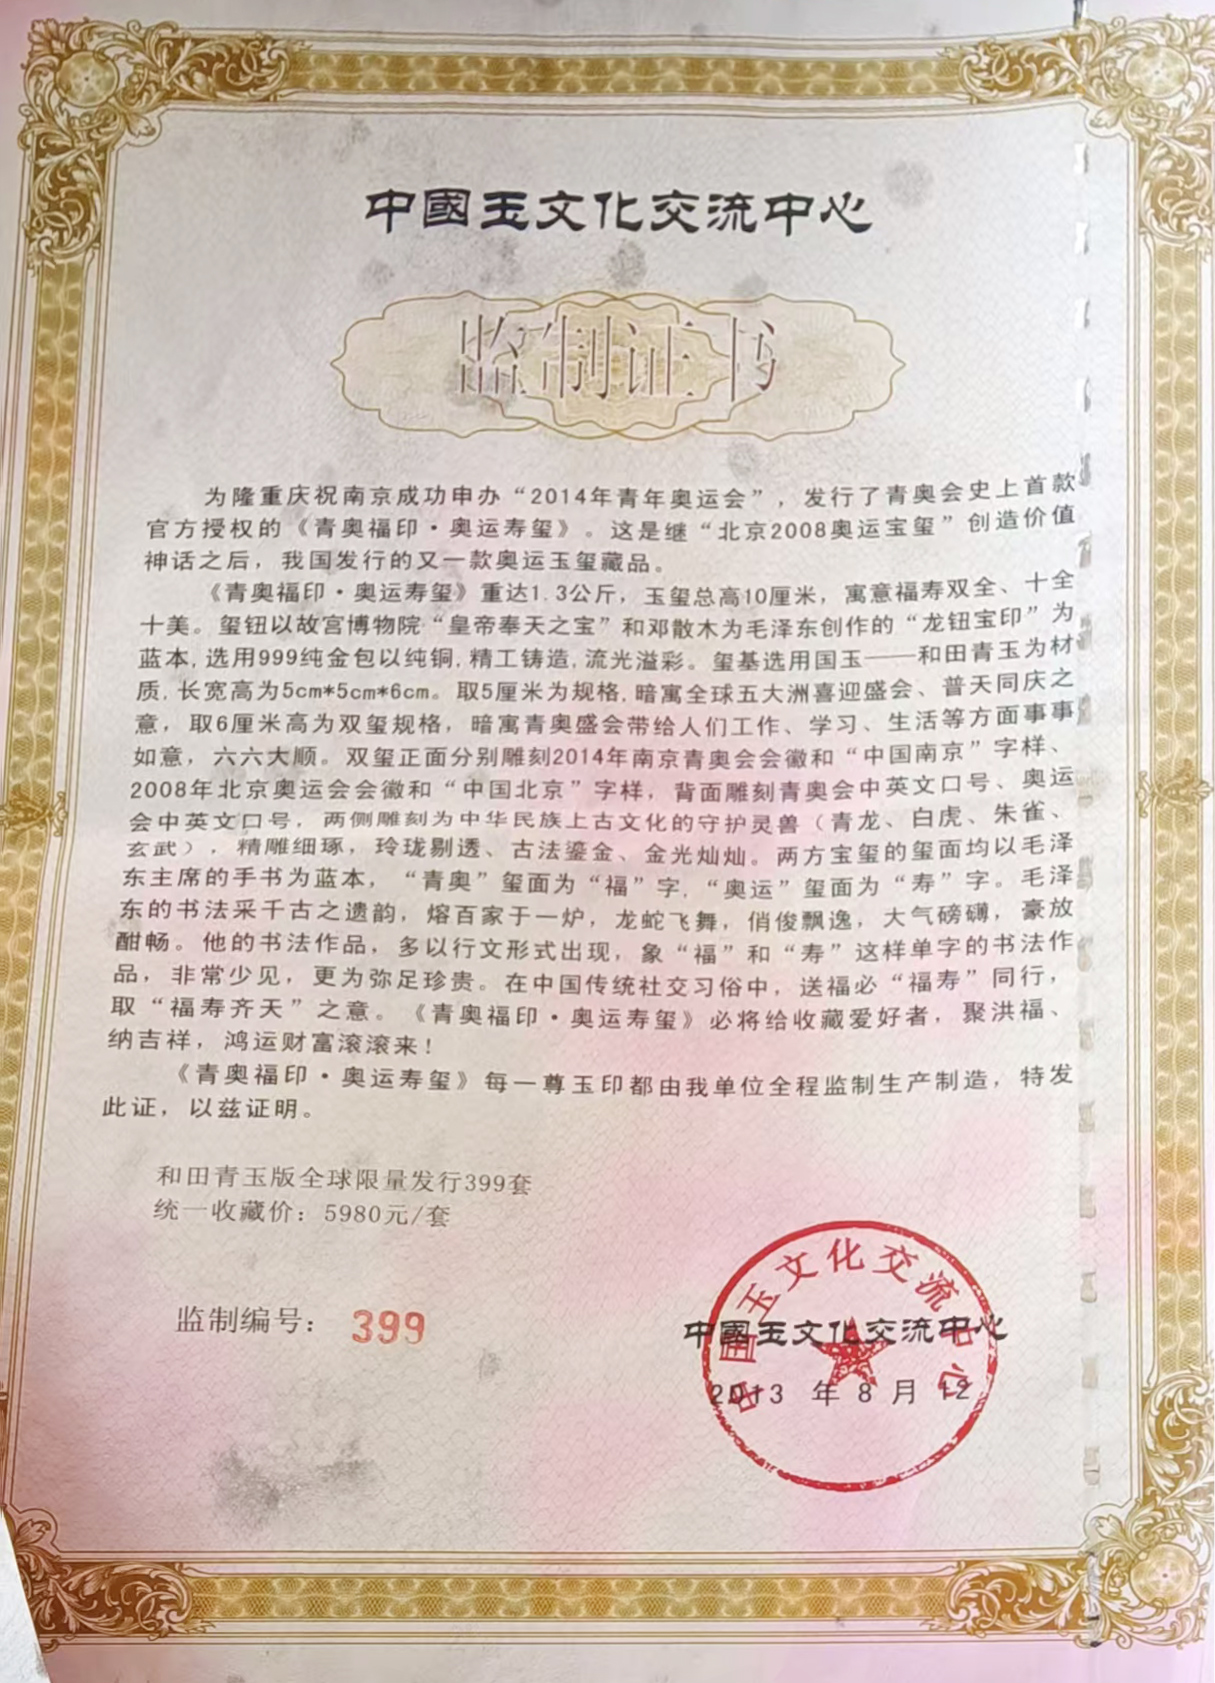 中國玉文化交流中心
监制证书
为隆重庆祝南京成功申办“2014年青年奥运会”，发行了青奥会史上首款
官方授权的《青奥福印·奥运寿玺》。这是继“北京2008奥运宝玺”创造价值
神话之后，我国发行的又一款奥运玉玺藏品。
《青奥福印·奥运寿玺》重达1.3公斤，玉玺总高10厘米，寓意福寿双全、十全
十美。玺钮以故宫博物院“皇帝奉天之宝”和邓散木为毛泽东创作的“龙钮宝印”为
蓝本,选用999纯金包以纯铜,精工铸造,流光溢彩。玺基选用国玉——和田青玉为材
质,长宽高为5cm*5cm*6cm。取5厘米为规格,暗寓全球五大洲喜迎盛会、普天同庆之
意，取6厘米高为双玺规格，暗寓青奥盛会带给人们工作、学习、生活等方面事事
如意，六六大顺。双玺正面分别雕刻2014年南京青奥会会徽和“中国南京”字样、
2008年北京奥运会会徽和“中国北京”字样，背面雕刻青奥会中英文口号、奥运
会中英文口号，两侧雕刻为中华民族上古文化的守护灵兽（青龙、白虎、朱雀、
玄武），精雕细琢，玲珑剔透、古法鎏金、金光灿灿。两方宝玺的玺面均以毛泽
东主席的手书为蓝本，“青奥”玺面为“福”字,“奥运”玺面为“寿”字。毛泽
东的书法采千古之遗韵，熔百家于一炉，龙蛇飞舞，俏俊飘逸，大气磅礴，豪放
酣畅。他的书法作品，多以行文形式出现，象“福”和“寿”这样单字的书法作
品，非常少见，更为弥足珍贵。在中国传统社交习俗中，送福必“福寿”同行，
取“福寿齐天”之意。《青奥福印·奥运寿玺》必将给收藏爱好者，聚洪福、
纳吉祥，鸿运财富滚滚来！
《青奥福印·奥运寿玺》每一尊玉印都由我单位全程监制生产制造，特发
此证，以兹证明。
和田青玉版全球限量发行399套
统一收藏价：5980元/套
监制编号：399
中国玉文化交流中心
中國玉文化交流中心
2013 年 8 月 12